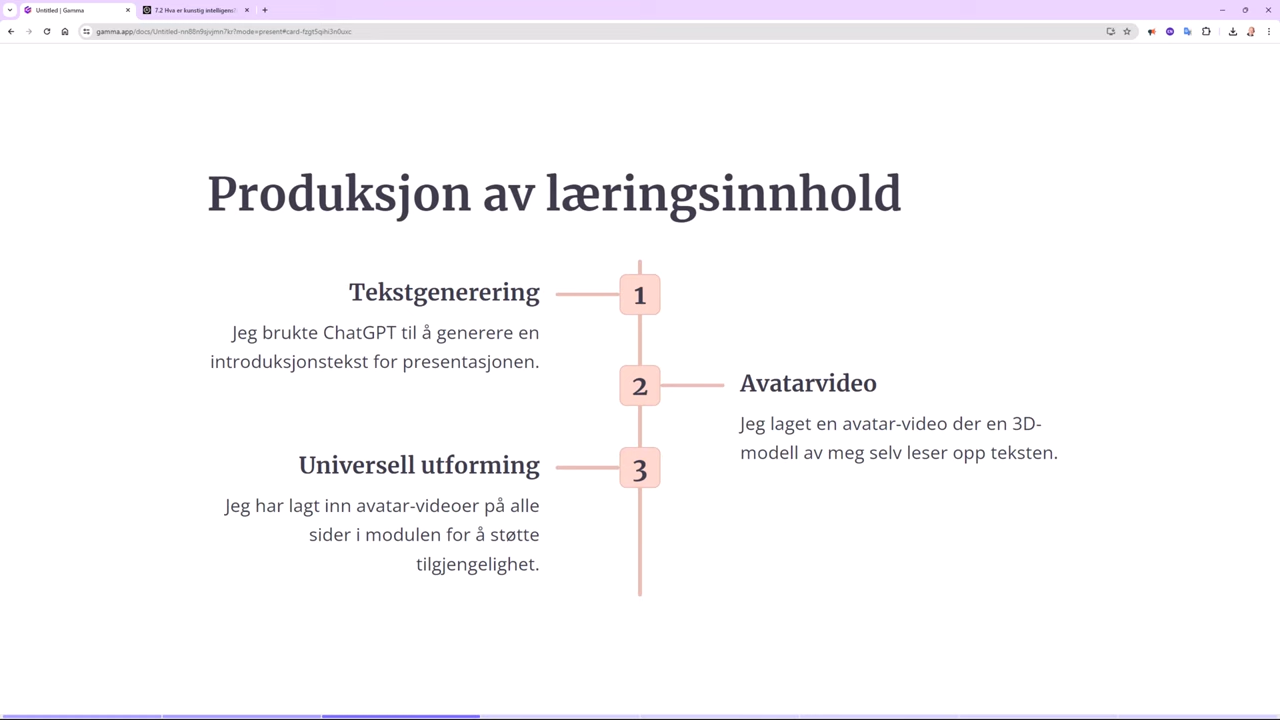 Untitled | Gamma
7.2 Hva er kunstig intelligens?
gamma.app/docs/Untitled-nn88n9sjvjmn7kr?mode=present#card-fzgt5qihi3n0uxc
Produksjon av læringsinnhold
Tekstgenerering
1
Jeg brukte ChatGPT til å generere en
introduksjonstekst for presentasjonen.
2
Avatarvideo
Jeg laget en avatar-video der en 3D-
modell av meg selv leser opp teksten.
Universell utforming
3
Jeg har lagt inn avatar-videoer på alle
sider i modulen for å støtte
tilgjengelighet.